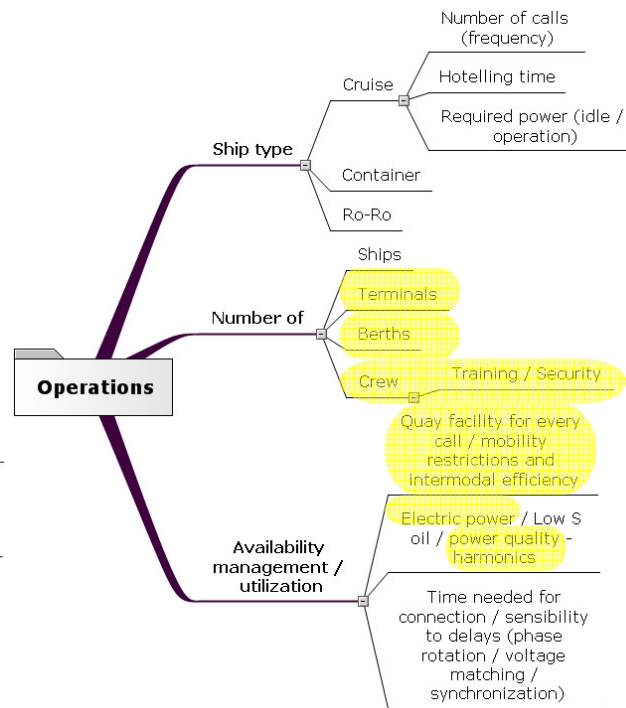 Number of calls
(frequency)
Cruise
Hotelling time
Required power (idle /
operation)
Ship type
Container
Ro-Ro
Ships
Number of
Terminals
Berths
Crew
Training / Security
Operations
Quay facility for every
call / mobility
restrictions and
intermodal efficiency
Electric power / Low S
oil / power quality -
harmonics
Availability
management /
utilization
Time needed for
connection / sensibility
to delays (phase
rotation / voltage
matching /
synchronization)